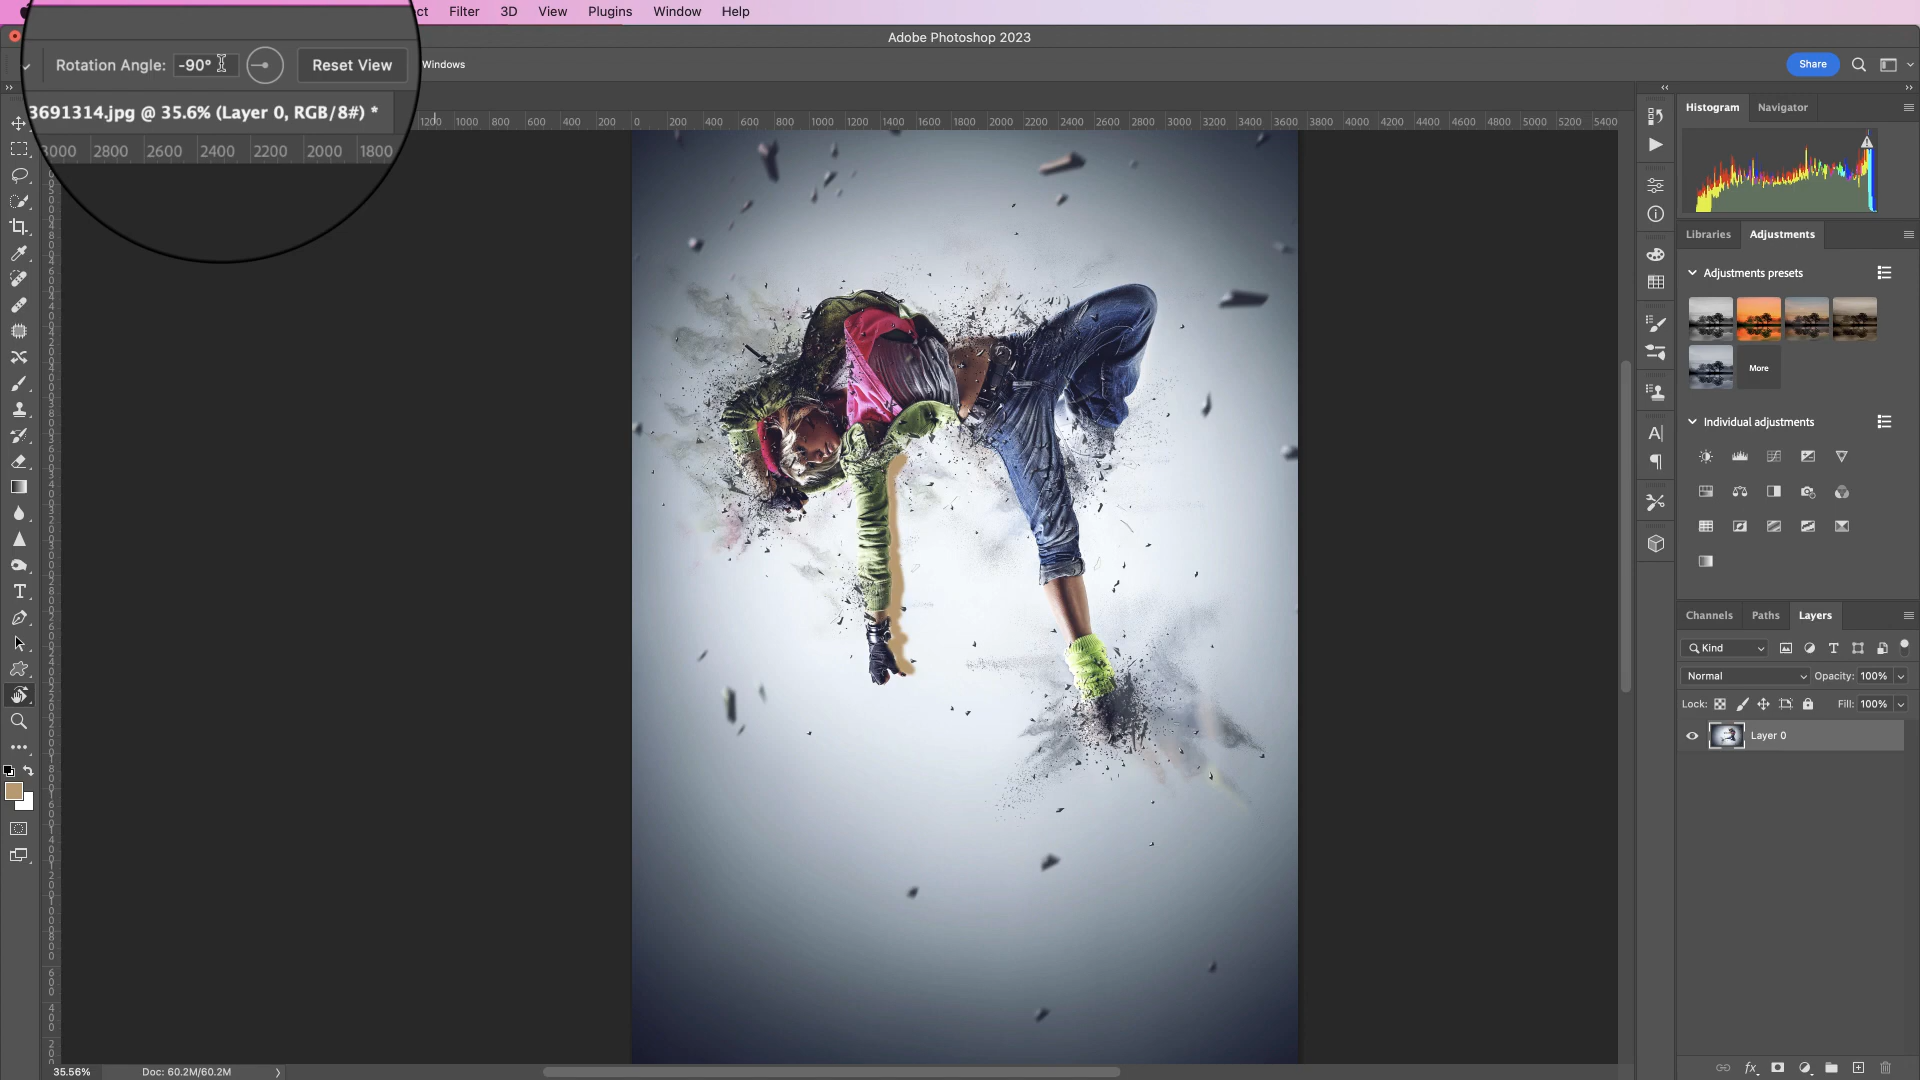 ct Filter 3D View Plugins Window Help
Adobe Photoshop 2023
Rotation Angle: -90° Reset View Windows
Share
3691314.jpg @ 35.6% (Layer 0, RGB/8#) *
3000 2800 2600 2400 2200 2000 1800
1200 1000 800 600 400 200 0 200 400 600 800 1000 1200 1400 1600 1800 2000 2200 2400 2600 2800 3000 3200 3400 3600 3800 4000 4200 4400 4600 4800 5000 5200 5400
Histogram Navigator
Libraries Adjustments
Adjustments presets
More
Individual adjustments
Channels Paths Layers
Kind
Normal Opacity: 100%
Lock: Fill: 100%
Layer 0
35.56% Doc: 60.2M/60.2M